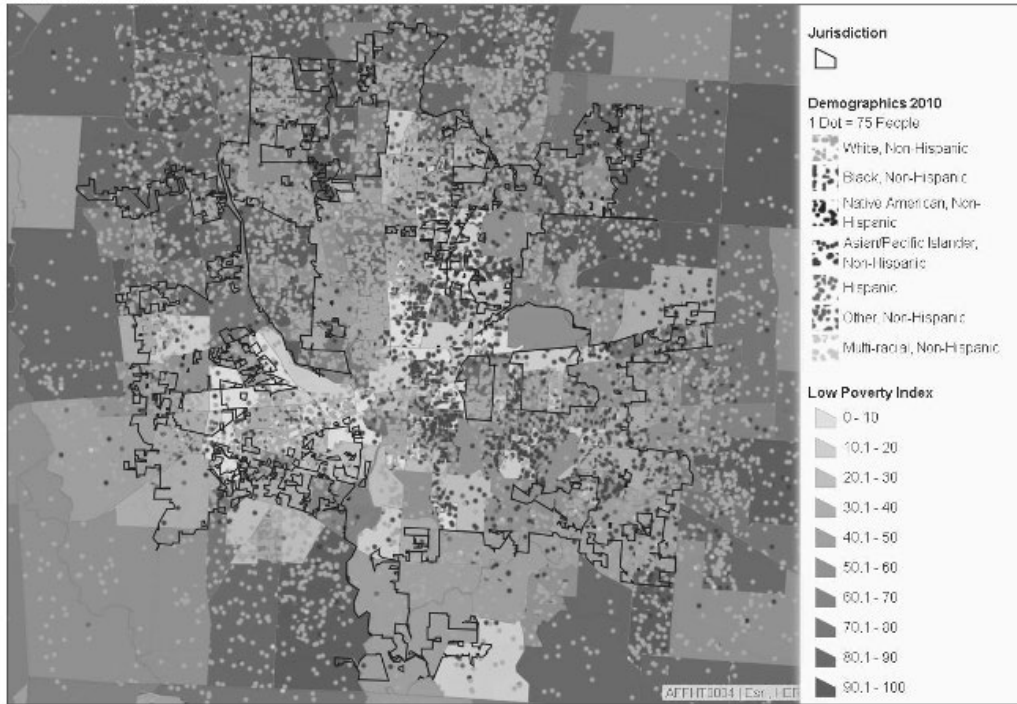 Jurisdiction
Demographics 2010
1 Dot = 75 People
White, Non-Hispanic
Black, Non-Hispanic
Native American, Non-
Hispanic
Asian/Pacific Islander,
Non-Hispanic
Hispanic
Other, Non-Hispanic
Multi-racial, Non-Hispanic
Low Poverty Index
0 - 10
10.1 - 20
20.1 - 30
30.1 - 40
40.1 - 50
50.1 - 60
60.1 - 70
70.1 - 80
80.1 - 90
90.1 - 100
AFFHT0004 | Esri, HER